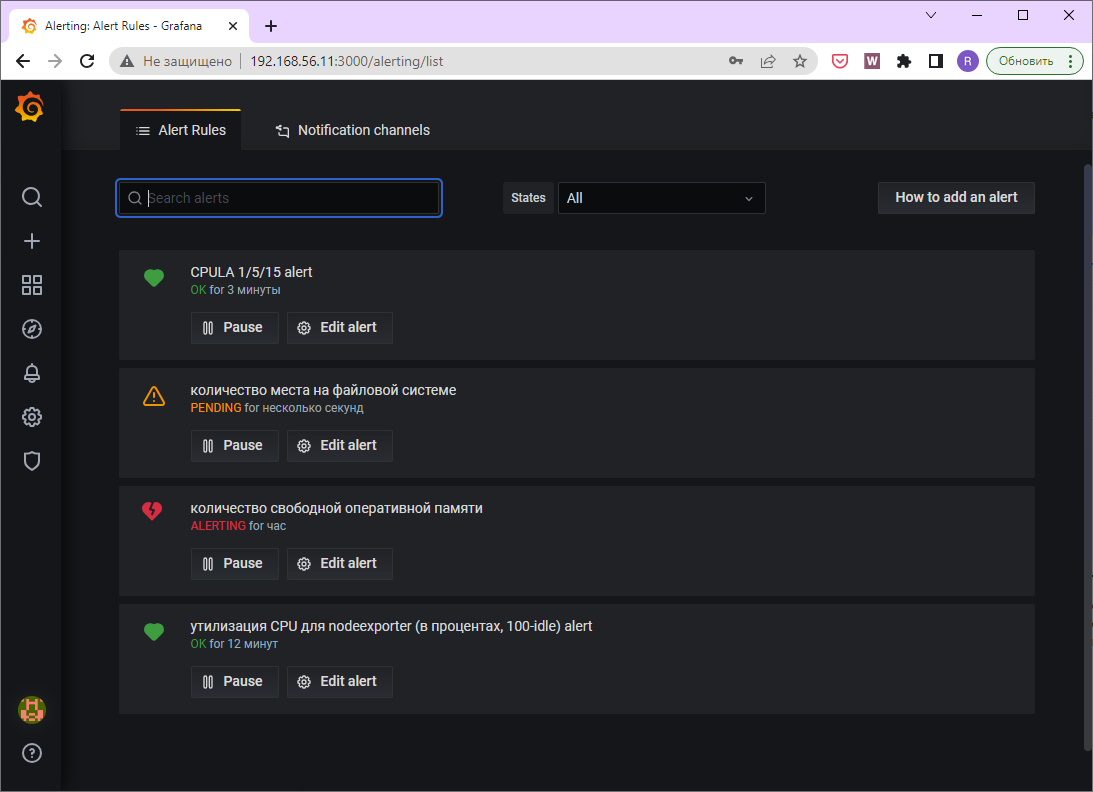 Alerting: Alert Rules - Grafana
Не защищено 192.168.56.11:3000/alerting/list
W
R
Обновить
Alert Rules
Notification channels
Search alerts
States
All
How to add an alert
CPULA 1/5/15 alert
OK for 3 минуты
Pause
Edit alert
количество места на файловой системе
PENDING for несколько секунд
Pause
Edit alert
количество свободной оперативной памяти
ALERTING for час
Pause
Edit alert
утилизация CPU для nodeexporter (в процентах, 100-idle) alert
OK for 12 минут
Pause
Edit alert